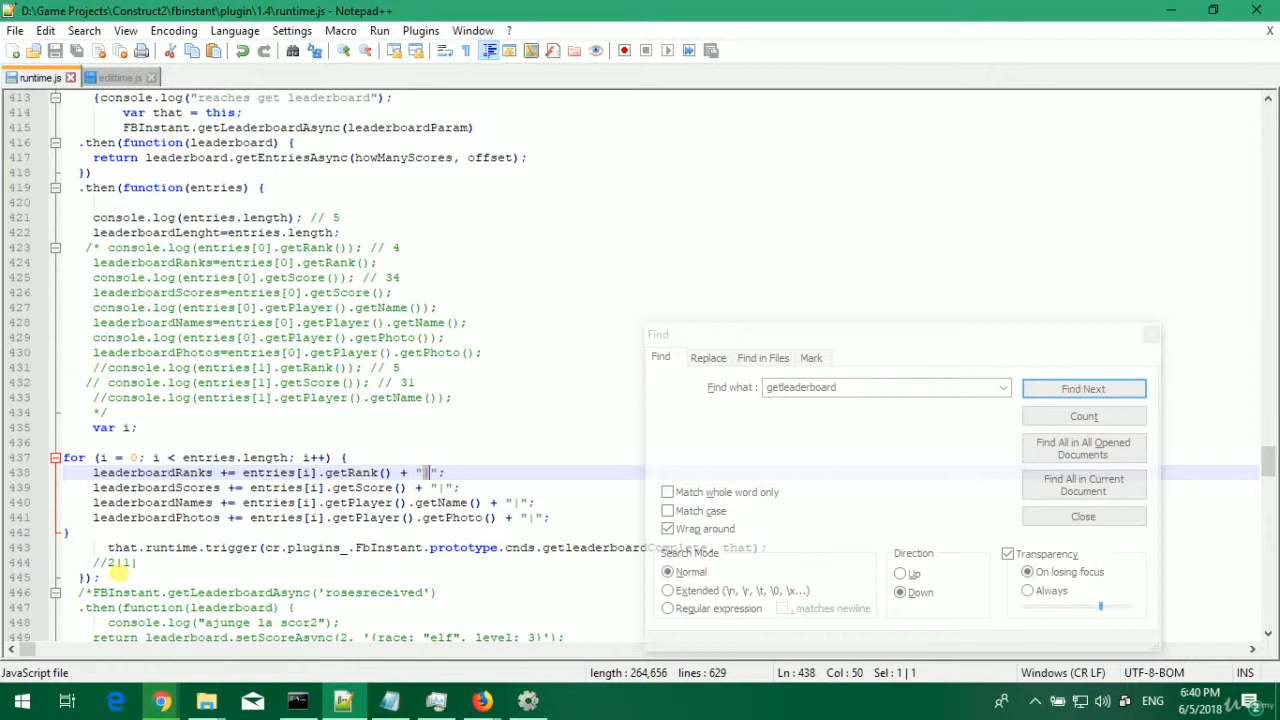 D:\Game Projects\Construct2\fbinstant\plugin\1.4\runtime.js - Notepad++
File Edit Search View Encoding Language Settings Macro Run Plugins Window ? X
runtime.js edittime.js
413 {console.log("reaches get leaderboard");
414 var that = this;
415 FBInstant.getLeaderboardAsync(leaderboardParam)
416 .then(function(leaderboard) {
417 return leaderboard.getEntriesAsync(howManyScores, offset);
418 })
419 .then(function(entries) {
420
421 console.log(entries.length); // 5
422 leaderboardLenght=entries.length;
423 /* console.log(entries[0].getRank()); // 4
424 leaderboardRanks=entries[0].getRank();
425 console.log(entries[0].getScore()); // 34
426 leaderboardScores=entries[0].getScore();
427 console.log(entries[0].getPlayer().getName());
428 leaderboardNames=entries[0].getPlayer().getName();
429 console.log(entries[0].getPlayer().getPhoto());
430 leaderboardPhotos=entries[0].getPlayer().getPhoto();
431 //console.log(entries[1].getRank()); // 5
432 // console.log(entries[1].getScore()); // 31
433 //console.log(entries[1].getPlayer().getName());
434 */
435 var i;
436
437 for (i = 0; i < entries.length; i++) {
438 leaderboardRanks += entries[i].getRank() + "|";
439 leaderboardScores += entries[i].getScore() + "|";
440 leaderboardNames += entries[i].getPlayer().getName() + "|";
441 leaderboardPhotos += entries[i].getPlayer().getPhoto() + "|";
442 }
443 that.runtime.trigger(cr.plugins_.FbInstant.prototype.cnds.getleaderboardComplete, that);
444 //2|1|
445 });
446 /*FBInstant.getLeaderboardAsync('rosesreceived')
447 .then(function(leaderboard) {
448 console.log("ajunge la scor2");
449 return leaderboard.setScoreAsync(2, '{race: "elf", level: 3}');
Find
Find Replace Find in Files Mark
Find what : getleaderboard Find Next
Count
Find All in All Opened Documents
Find All in Current Document
Close
Match whole word only
Match case
Wrap around
Search Mode
Normal
Extended (\n, \r, \t, \0, \x...)
Regular expression . matches newline
Direction
Up
Down
Transparency
On losing focus
Always
JavaScript file length : 264,656 lines : 629 Ln : 438 Col : 50 Sel : 1 | 1 Windows (CR LF) UTF-8-BOM INS
ENG 6:40 PM
6/5/2018